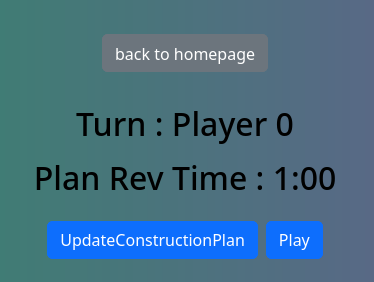 back to homepage
Turn : Player 0
Plan Rev Time : 1:00
UpdateConstructionPlan Play